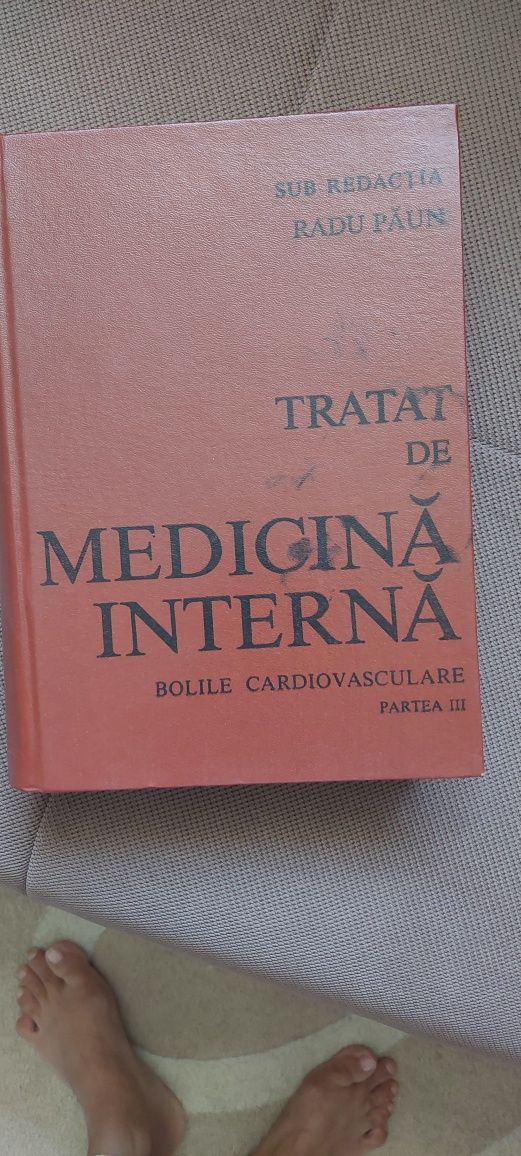 SUB REDACȚIA
RADU PĂUN
TRATAT
DE
MEDICINĂ
INTERNĂ
BOLILE CARDIOVASCULARE
PARTEA III